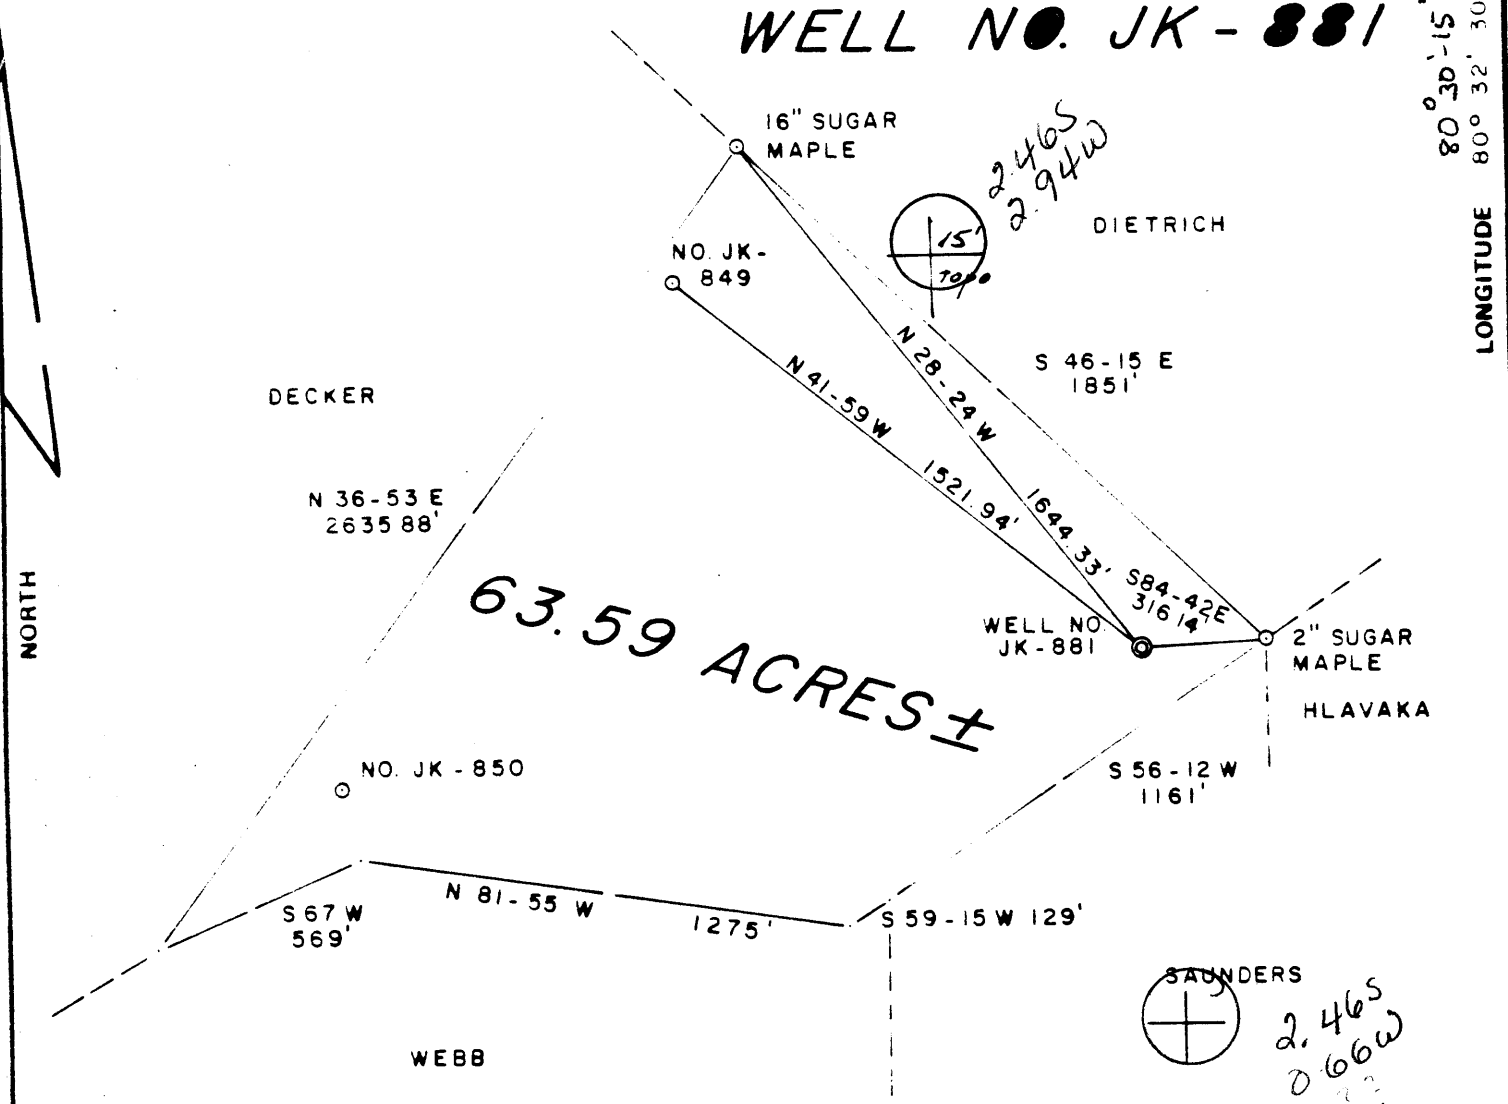 WELL NO. JK-881
80° 30'-15"
LONGITUDE 80° 32' 30
16" SUGAR
MAPLE
2.46S
2.94W
15'
TOPO
DIETRICH
NO. JK-
849
N 28-24 W
1644.33'
S 46-15 E
1851'
N 41-59 W
1521.94'
DECKER
N 36-53 E
2635 88'
NORTH
63.59 ACRES ±
S84-42E
316 14'
WELL NO.
JK-881
2" SUGAR
MAPLE
HLAVAKA
NO. JK-850
S 56-12 W
1161'
S 67 W
569'
N 81-55 W
1275'
S 59-15 W 129'
SAUNDERS
2.46S
0.66W
WEBB